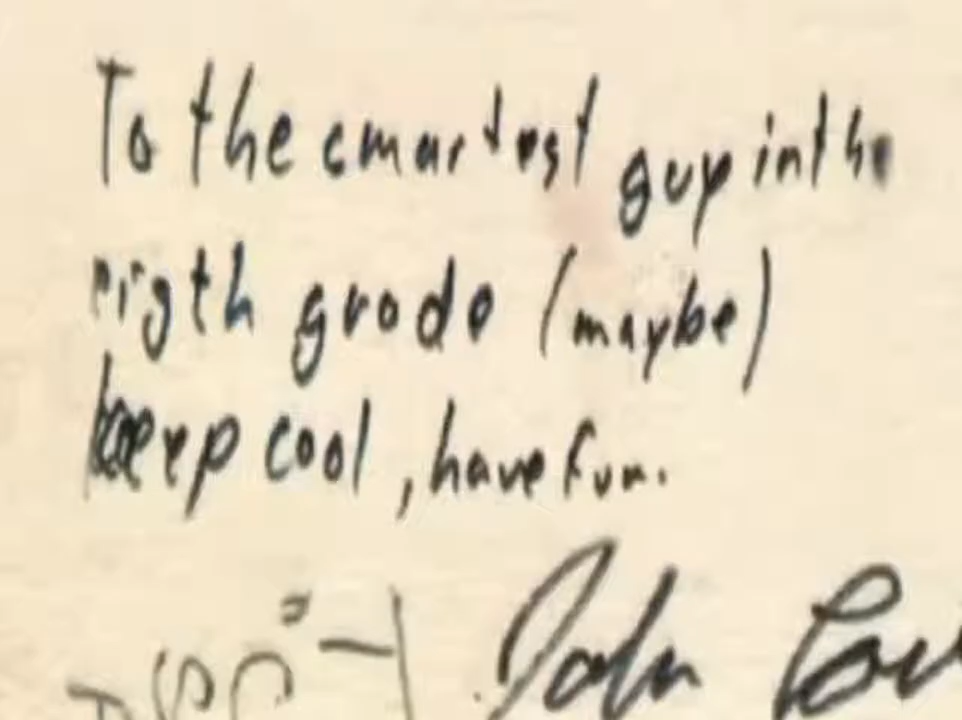 To the smartest guy in the
eigth grade (maybe)
keep cool, have fun.
John